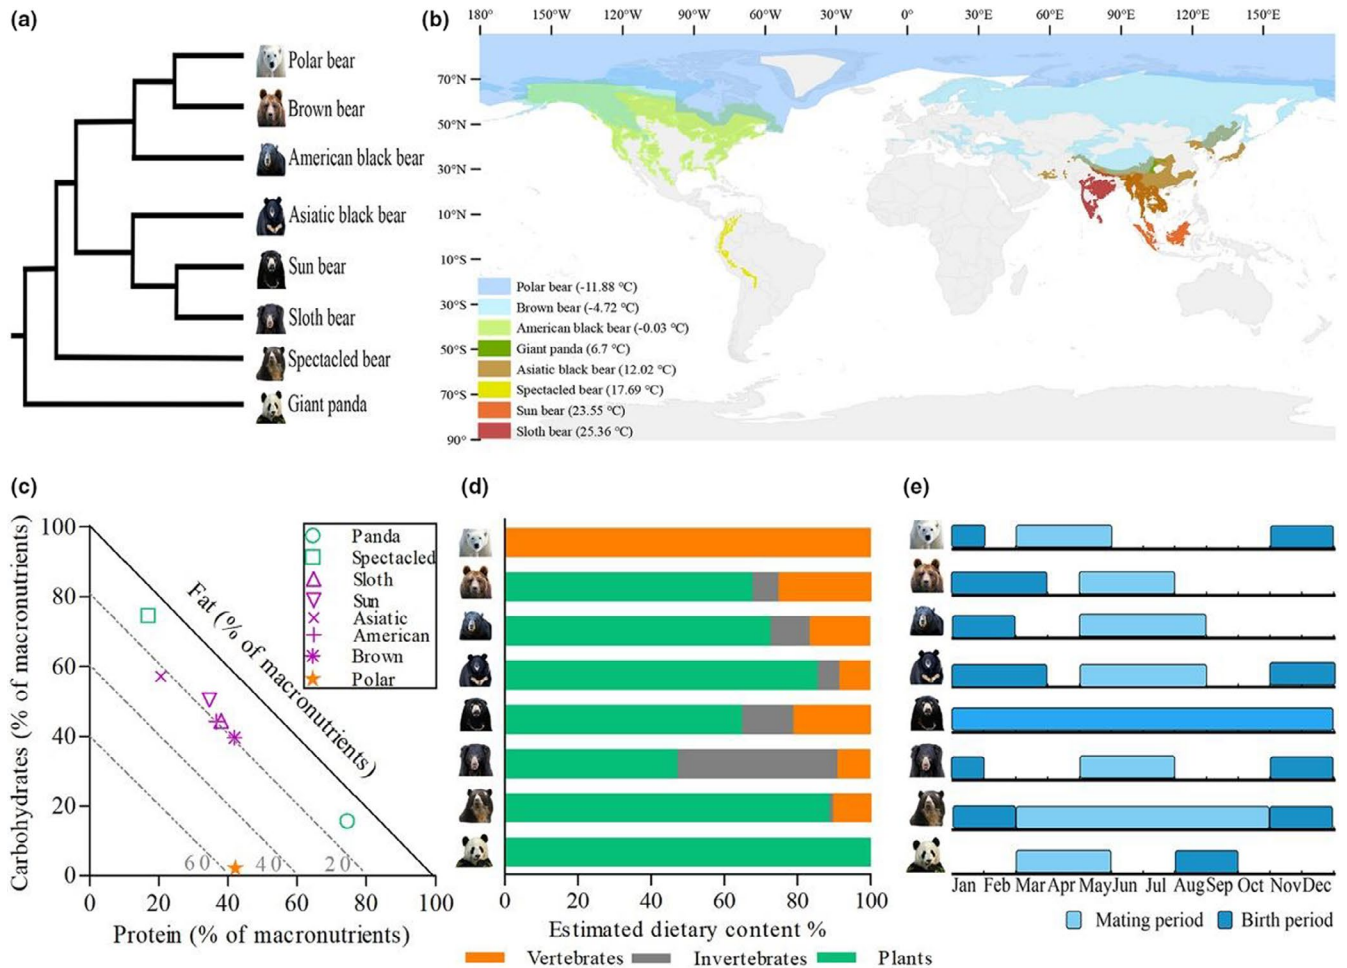 (a)
Polar bear
Brown bear
American black bear
Asiatic black bear
Sun bear
Sloth bear
Spectacled bear
Giant panda
(b)
180° 150°W 120°W 90°W 60°W 30°W 0° 30°E 60°E 90°E 120°E 150°E
70°N
50°N
30°N
10°N
10°S
30°S
50°S
70°S
90°
Polar bear (-11.88 °C)
Brown bear (-4.72 °C)
American black bear (-0.03 °C)
Giant panda (6.7 °C)
Asiatic black bear (12.02 °C)
Spectacled bear (17.69 °C)
Sun bear (23.55 °C)
Sloth bear (25.36 °C)
(c)
Carbohydrates (% of macronutrients)
100
80
60
40
20
0
Fat (% of macronutrients)
Panda
Spectacled
Sloth
Sun
Asiatic
American
Brown
Polar
60 40 20
0 20 40 60 80 100
Protein (% of macronutrients)
(d)
0 20 40 60 80 100
Estimated dietary content %
Vertebrates Invertebrates Plants
(e)
Jan Feb Mar Apr May Jun Jul Aug Sep Oct Nov Dec
Mating period Birth period